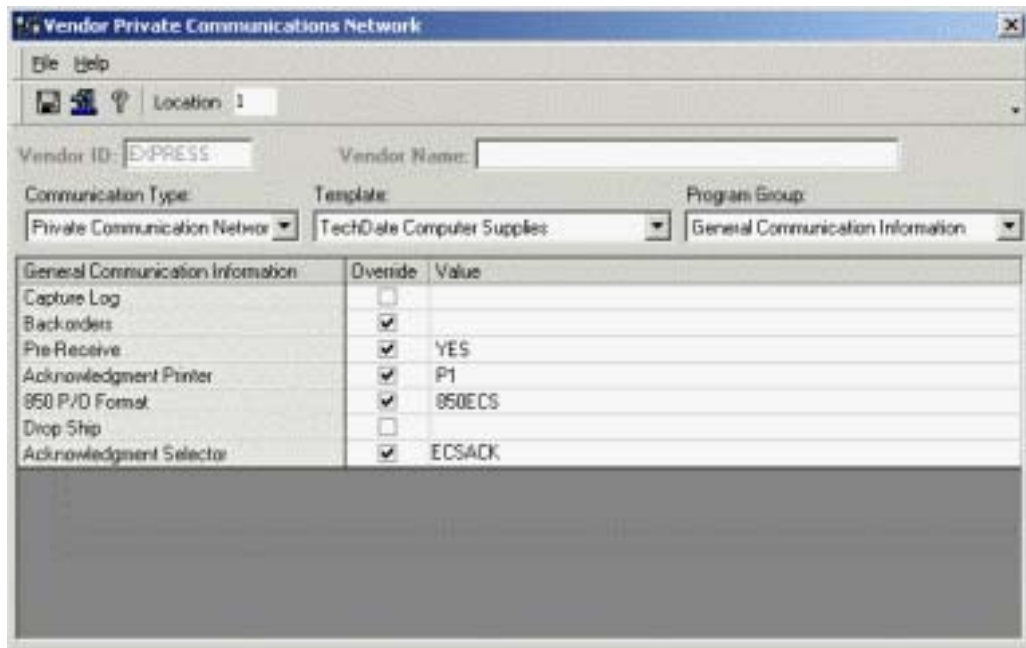 Vendor Private Communications Network
File Help
Location 1
Vendor ID: EXPRESS Vendor Name:
Communication Type: Template: Program Group:
Private Communication Networ TechDate Computer Supplies General Communication Information
General Communication Information Override Value
Capture Log
Backorders
Pre-Receive YES
Acknowledgment Printer P1
850 P/O Format 850ECS
Drop Ship
Acknowledgment Selector ECSACK